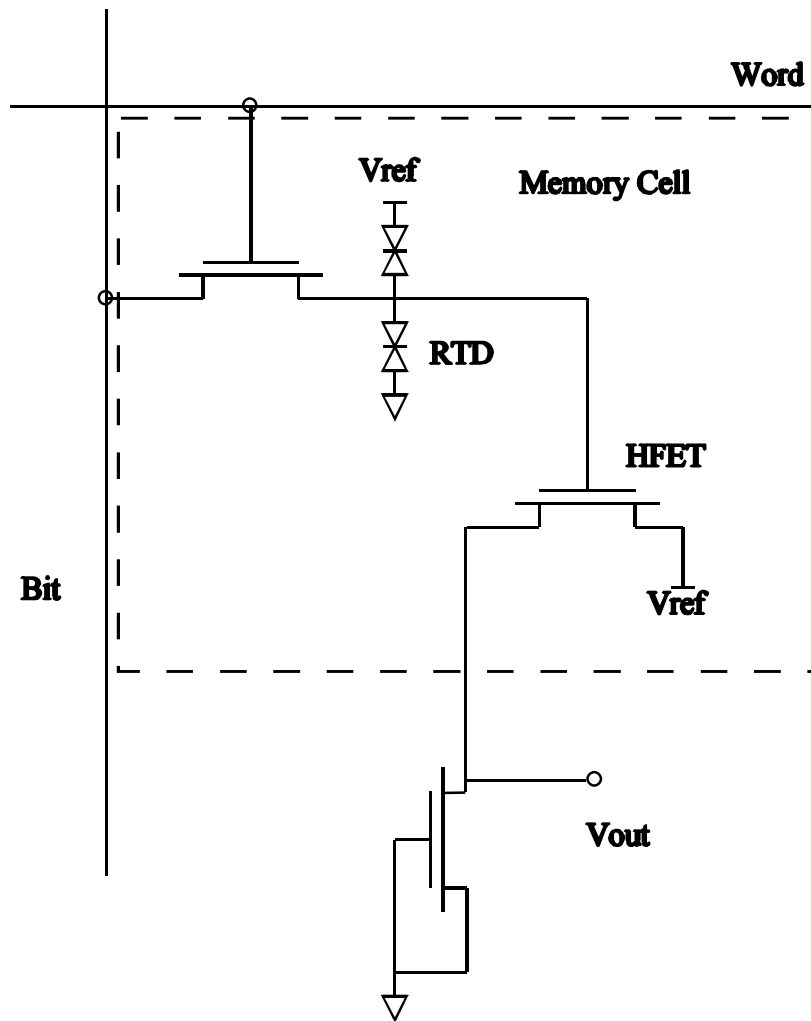 Word
Vref
Memory Cell
RTD
HFET
Bit
Vref
Vout